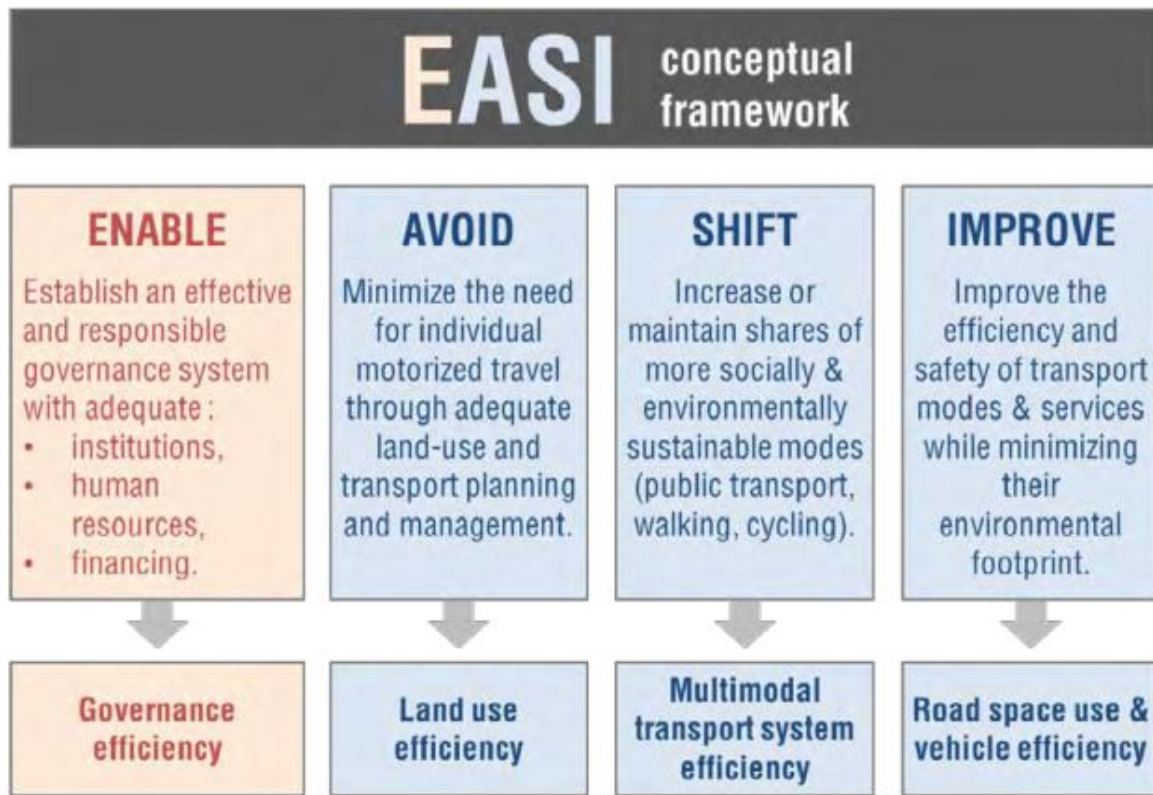 EASI conceptual
framework
ENABLE
Establish an effective
and responsible
governance system
with adequate :
• institutions,
• human
resources,
• financing.
Governance
efficiency
AVOID
Minimize the need
for individual
motorized travel
through adequate
land-use and
transport planning
and management.
Land use
efficiency
SHIFT
Increase or
maintain shares of
more socially &
environmentally
sustainable modes
(public transport,
walking, cycling).
Multimodal
transport system
efficiency
IMPROVE
Improve the
efficiency and
safety of transport
modes & services
while minimizing
their
environmental
footprint.
Road space use &
vehicle efficiency